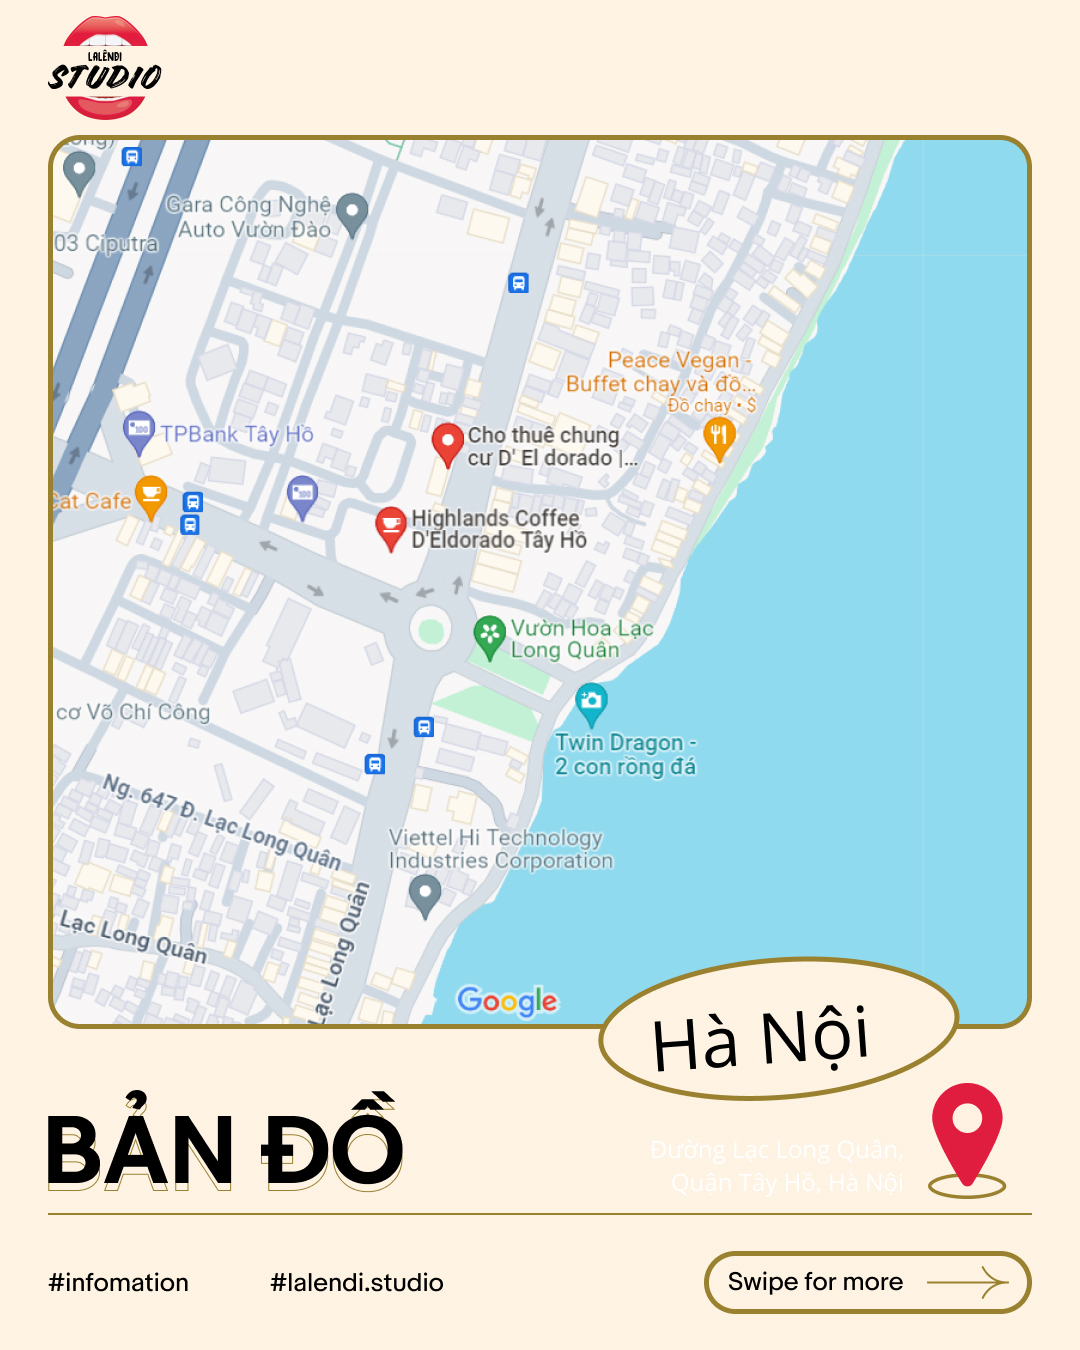 LALÊNĐI
STUDIO
Gara Công Nghệ
Auto Vườn Đào
03 Ciputra
Peace Vegan -
Buffet chay và đồ...
Đồ chay • $
TPBank Tây Hồ
Cho thuê chung
cư D' El dorado |...
Cat Cafe
Highlands Coffee
D'Eldorado Tây Hồ
Vườn Hoa Lạc
Long Quân
cơ Võ Chí Công
Twin Dragon -
2 con rồng đá
Ng. 647 Đ. Lạc Long Quân
Viettel Hi Technology
Industries Corporation
Lạc Long Quân
Lạc Long Quân
Google
Hà Nội
BẢN ĐỒ
Đường Lạc Long Quân,
Quận Tây Hồ, Hà Nội
#infomation
#lalendi.studio
Swipe for more